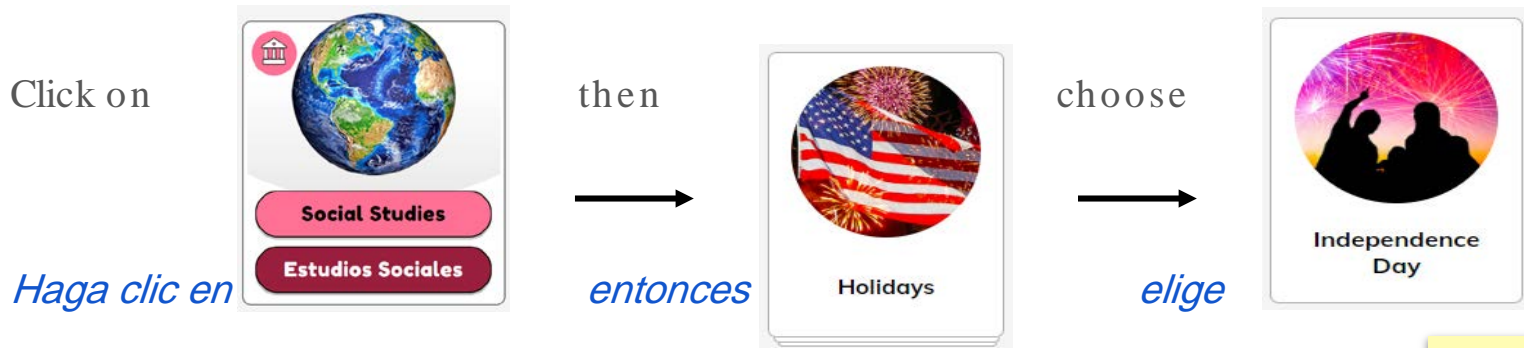 Click on
then
choose
Social Studies
Estudios Sociales
Holidays
Independence
Day
Haga clic en
entonces
elige